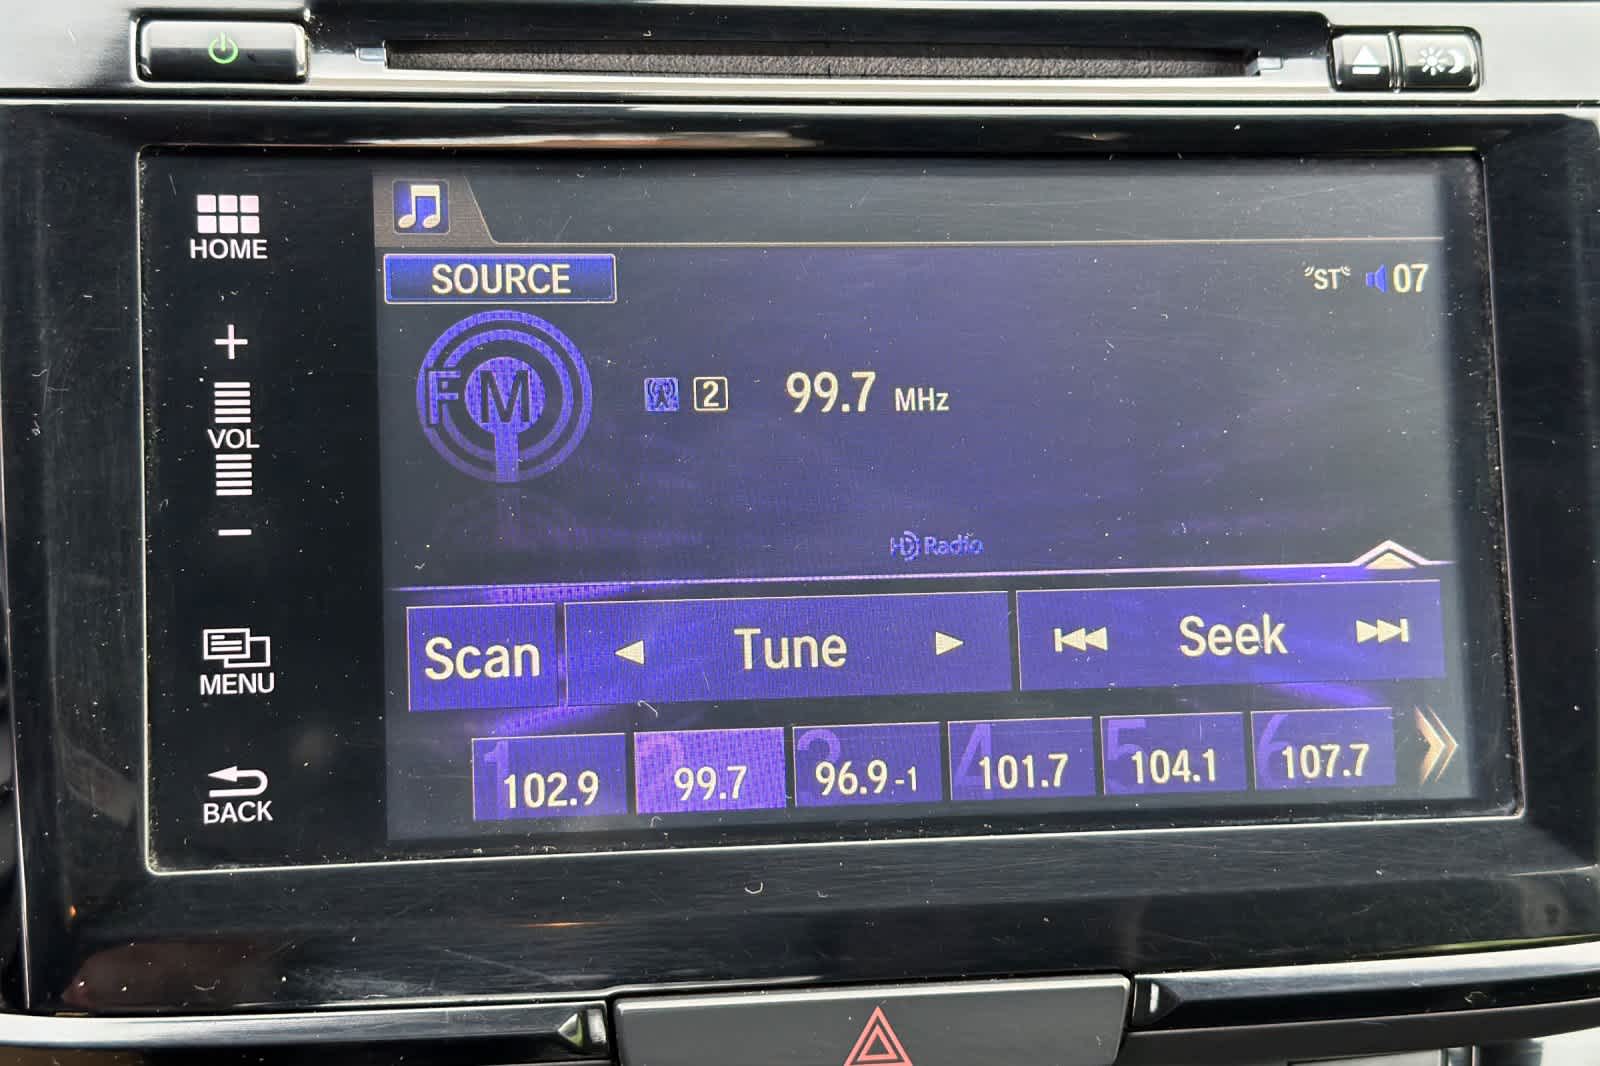 HOME
SOURCE
"ST" 07
+
FM 2 99.7 MHz
VOL
−
HD Radio
Scan Tune Seek
MENU
1 102.9 2 99.7 3 96.9-1 4 101.7 5 104.1 6 107.7
BACK